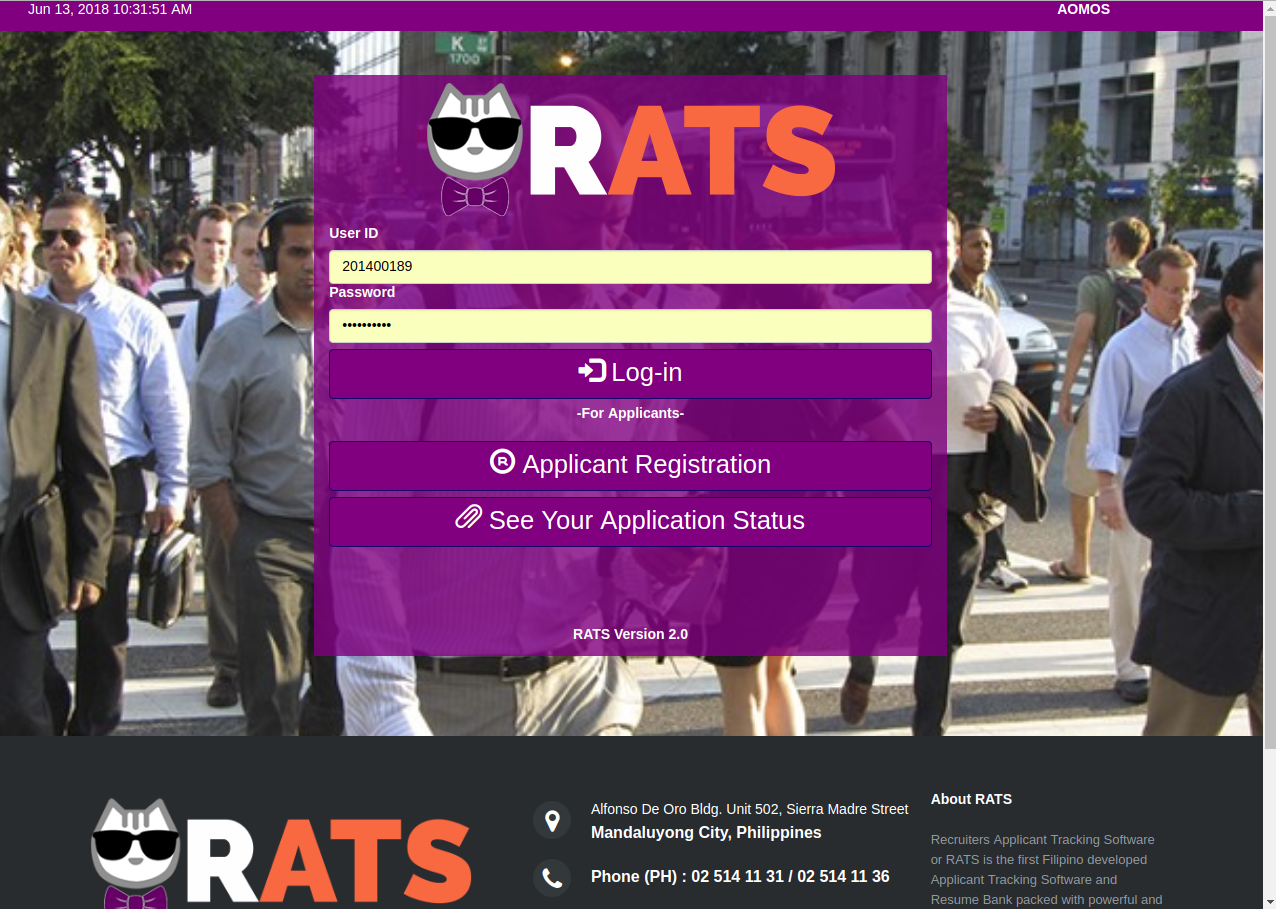 Jun 13, 2018 10:31:51 AM
AOMOS
K
1700
RATS
User ID
201400189
Password
••••••••••
Log-in
-For Applicants-
® Applicant Registration
See Your Application Status
RATS Version 2.0
RATS
Alfonso De Oro Bldg. Unit 502, Sierra Madre Street
Mandaluyong City, Philippines
Phone (PH) : 02 514 11 31 / 02 514 11 36
About RATS
Recruiters Applicant Tracking Software
or RATS is the first Filipino developed
Applicant Tracking Software and
Resume Bank packed with powerful and